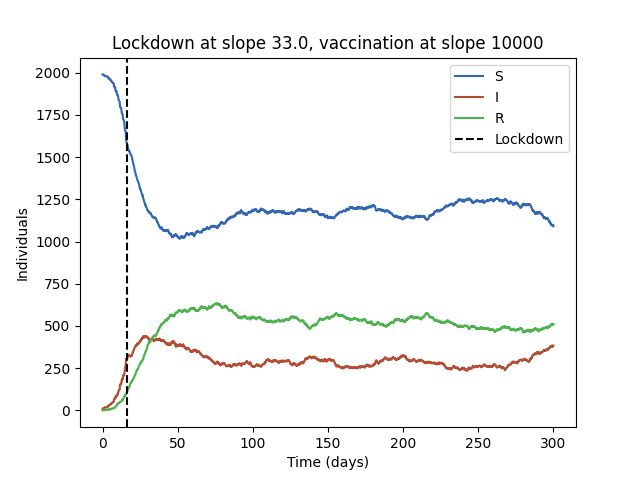 Lockdown at slope 33.0, vaccination at slope 10000
2000
1750
1500
1250
1000
750
500
250
0
Individuals
S
I
R
Lockdown
0 50 100 150 200 250 300
Time (days)